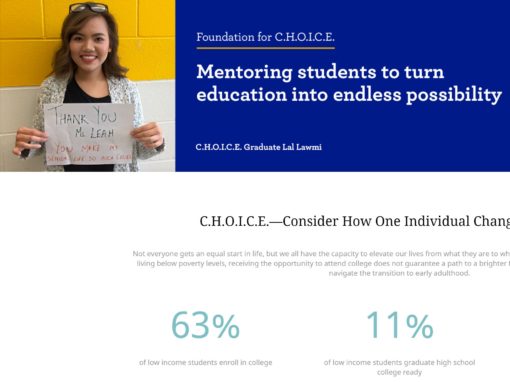 THANK YOU
Ms LEAH
YOU MAKE MY
Foundation for C.H.O.I.C.E.
Mentoring students to turn
education into endless possibility
C.H.O.I.C.E. Graduate Lal Lawmi
C.H.O.I.C.E.—Consider How One Individual Chang
Not everyone gets an equal start in life, but we all have the capacity to elevate our lives from what they are to wh
living below poverty levels, receiving the opportunity to attend college does not guarantee a path to a brighter
navigate the transition to early adulthood.
63%
11%
of low income students enroll in college
of low income students graduate high school
college ready